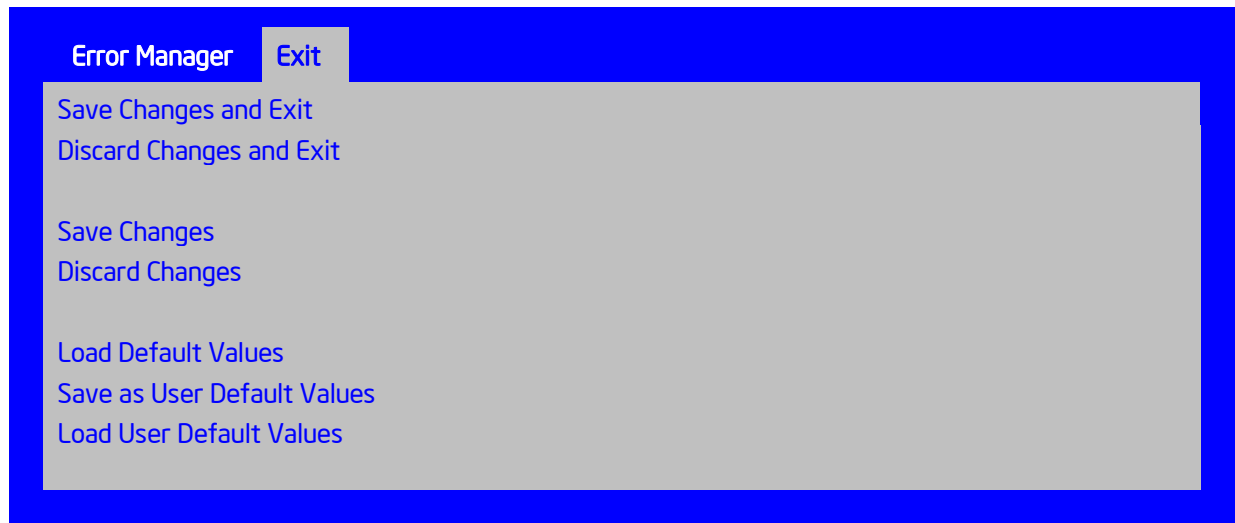 Error Manager Exit
Save Changes and Exit
Discard Changes and Exit
Save Changes
Discard Changes
Load Default Values
Save as User Default Values
Load User Default Values